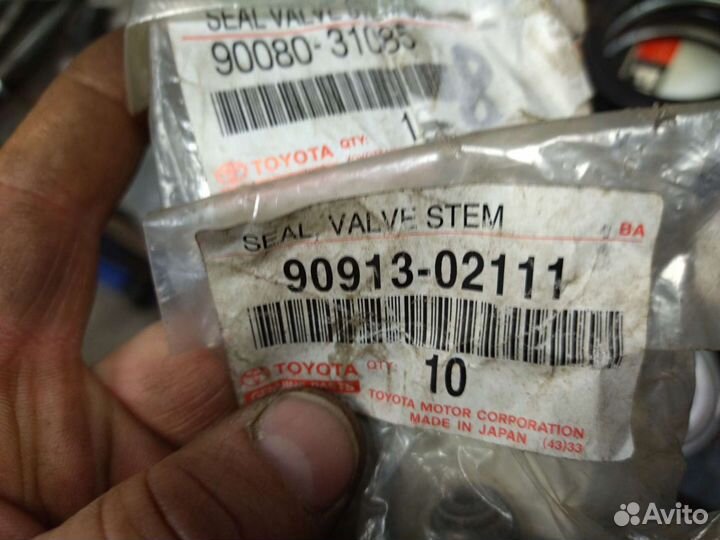 SEAL VALVE
90080-31085
QTY.
1
TOYOTA
SEAL, VALVE STEM
BA
90913-02111
TOYOTA QTY.
10
GENUINE PARTS
TOYOTA MOTOR CORPORATION
MADE IN JAPAN (43)33
Avito